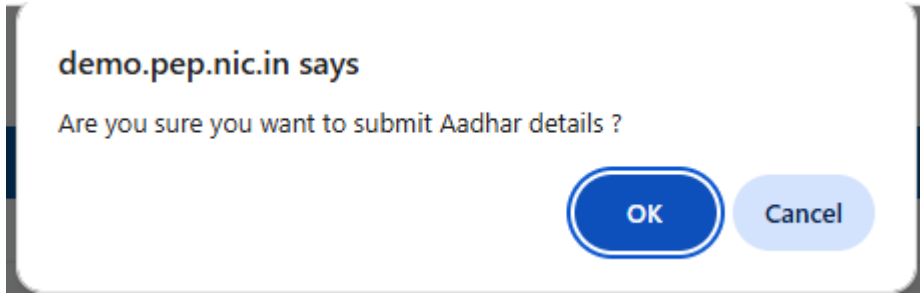 demo.pep.nic.in says
Are you sure you want to submit Aadhar details ?
OK Cancel